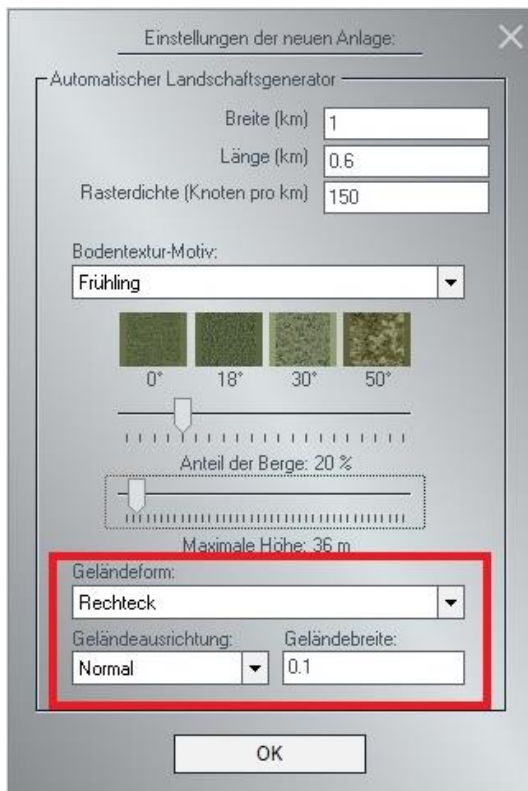 Einstellungen der neuen Anlage:
Automatischer Landschaftsgenerator
Breite (km) 1
Länge (km) 0.6
Rasterdichte (Knoten pro km) 150
Bodentextur-Motiv:
Frühling
0° 18° 30° 50°
Anteil der Berge: 20 %
Maximale Höhe: 36 m
Geländeform:
Rechteck
Geländeausrichtung: Geländebreite:
Normal 0.1
OK